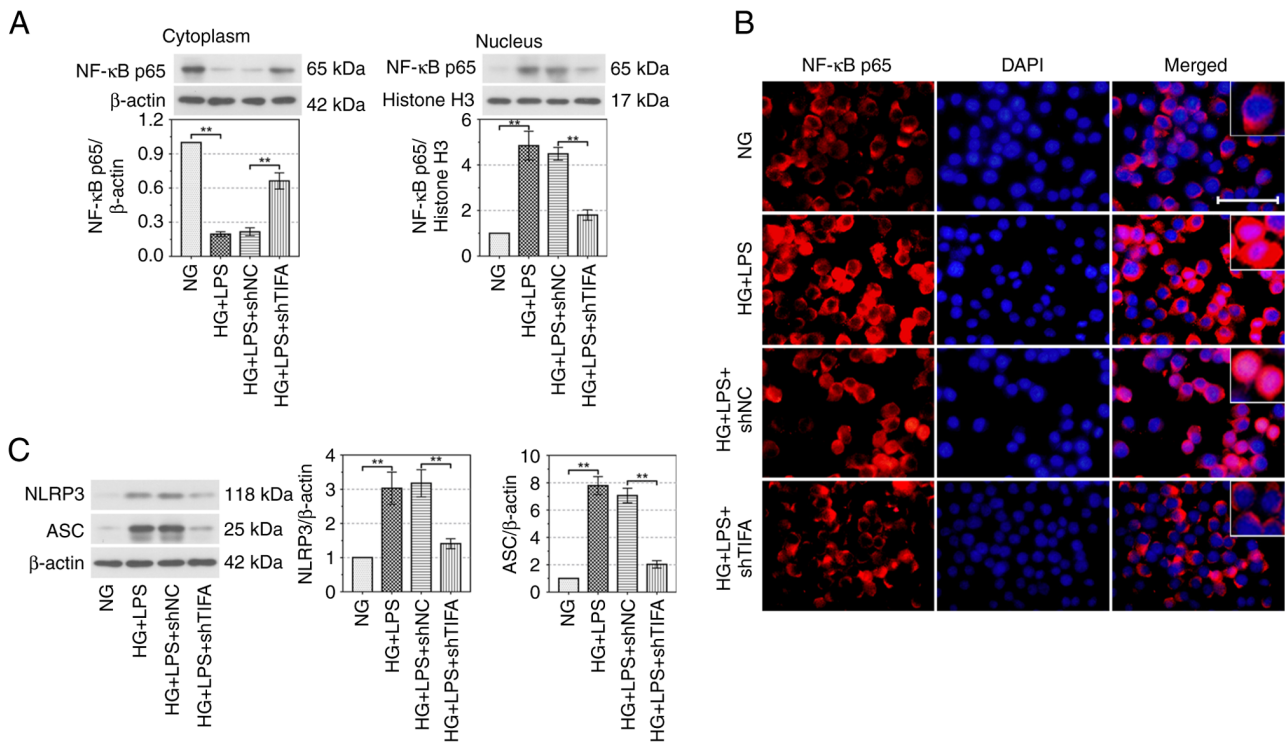 A
Cytoplasm
NF-κB p65
65 kDa
β-actin
42 kDa
NF-κB p65/
β-actin
1.2
0.9
0.6
0.3
0.0
**
**
NG
HG+LPS
HG+LPS+shNC
HG+LPS+shTIFA
Nucleus
NF-κB p65
65 kDa
Histone H3
17 kDa
NF-κB p65/
Histone H3
6
4
2
0
**
**
NG
HG+LPS
HG+LPS+shNC
HG+LPS+shTIFA
B
NF-κB p65
DAPI
Merged
NG
HG+LPS
HG+LPS+
shNC
HG+LPS+
shTIFA
C
NLRP3
118 kDa
ASC
25 kDa
β-actin
42 kDa
NG
HG+LPS
HG+LPS+shNC
HG+LPS+shTIFA
NLRP3/β-actin
4
3
2
1
0
**
**
NG
HG+LPS
HG+LPS+shNC
HG+LPS+shTIFA
ASC/β-actin
10
8
6
4
2
0
**
**
NG
HG+LPS
HG+LPS+shNC
HG+LPS+shTIFA